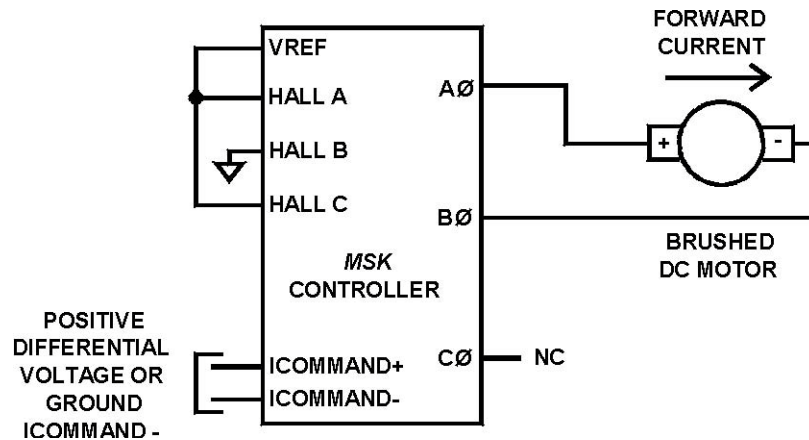 FORWARD
CURRENT
VREF
HALL A
AØ
+
-
HALL B
HALL C
BØ
MSK
CONTROLLER
BRUSHED
DC MOTOR
POSITIVE
DIFFERENTIAL
VOLTAGE OR
GROUND
ICOMMAND -
ICOMMAND+
ICOMMAND-
CØ
NC